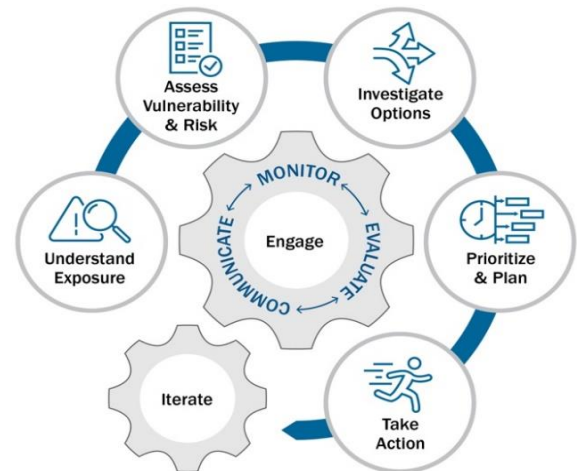 Assess
Vulnerability
& Risk
Investigate
Options
Understand
Exposure
MONITOR
EVALUATE
COMMUNICATE
Engage
Prioritize
& Plan
Take
Action
Iterate